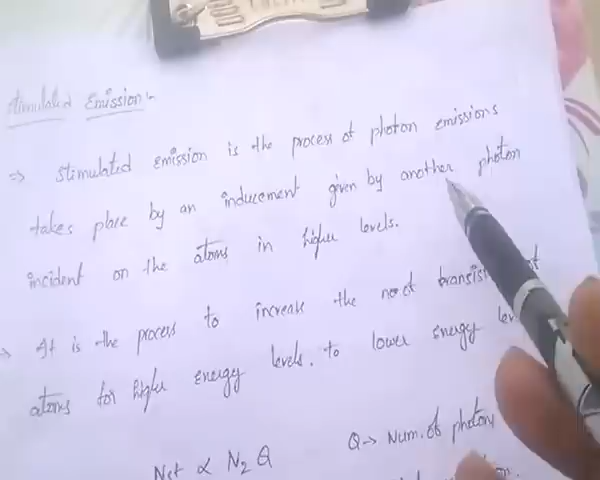 Stimulated Emission:-
⇒ Stimulated emission is the process of photon emissions
takes place by an inducement given by another photon
incident on the atoms in higher levels.
⇒ It is the process to increase the no of
atoms for higher energy levels. to lower energy
Nst ∝ N2 Q
Q→ Num. of photons